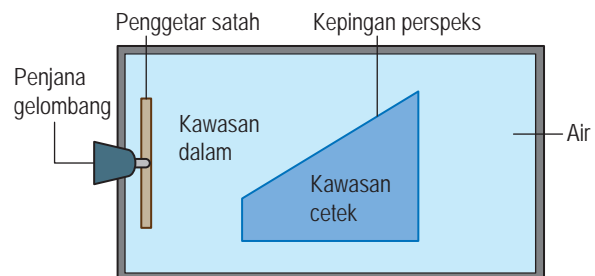 Penggetar satah
Kepingan perspeks
Penjana
gelombang
Kawasan
dalam
Air
Kawasan
cetek